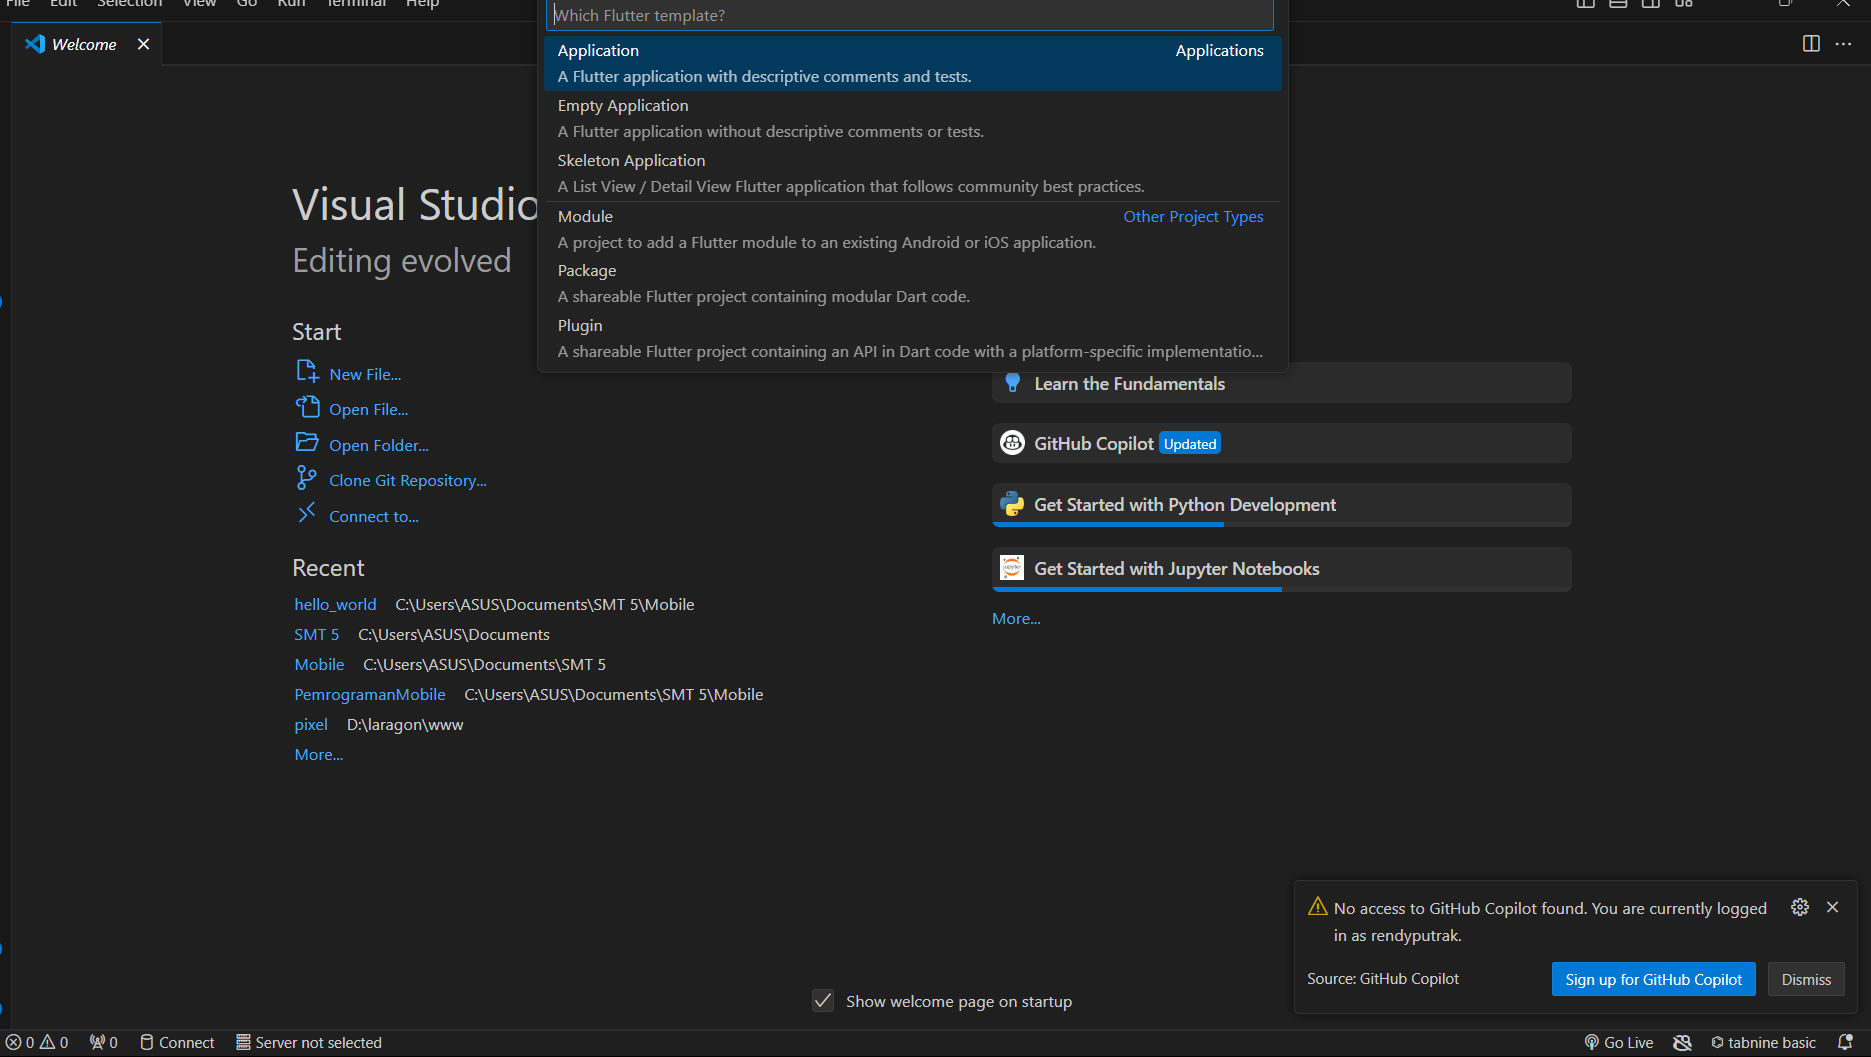 File Edit Selection View Go Run Terminal Help
Which Flutter template?
Welcome
Application Applications
A Flutter application with descriptive comments and tests.
Empty Application
A Flutter application without descriptive comments or tests.
Skeleton Application
A List View / Detail View Flutter application that follows community best practices.
Module Other Project Types
A project to add a Flutter module to an existing Android or iOS application.
Package
A shareable Flutter project containing modular Dart code.
Plugin
A shareable Flutter project containing an API in Dart code with a platform-specific implementatio...
Visual Studio
Editing evolved
Start
New File...
Open File...
Open Folder...
Clone Git Repository...
Connect to...
Recent
hello_world C:\Users\ASUS\Documents\SMT 5\Mobile
SMT 5 C:\Users\ASUS\Documents
Mobile C:\Users\ASUS\Documents\SMT 5
PemrogramanMobile C:\Users\ASUS\Documents\SMT 5\Mobile
pixel D:\laragon\www
More...
Learn the Fundamentals
GitHub Copilot Updated
Get Started with Python Development
jupyter Get Started with Jupyter Notebooks
More...
No access to GitHub Copilot found. You are currently logged
in as rendyputrak.
Source: GitHub Copilot Sign up for GitHub Copilot Dismiss
Show welcome page on startup
0 0 0 Connect Server not selected Go Live tabnine basic